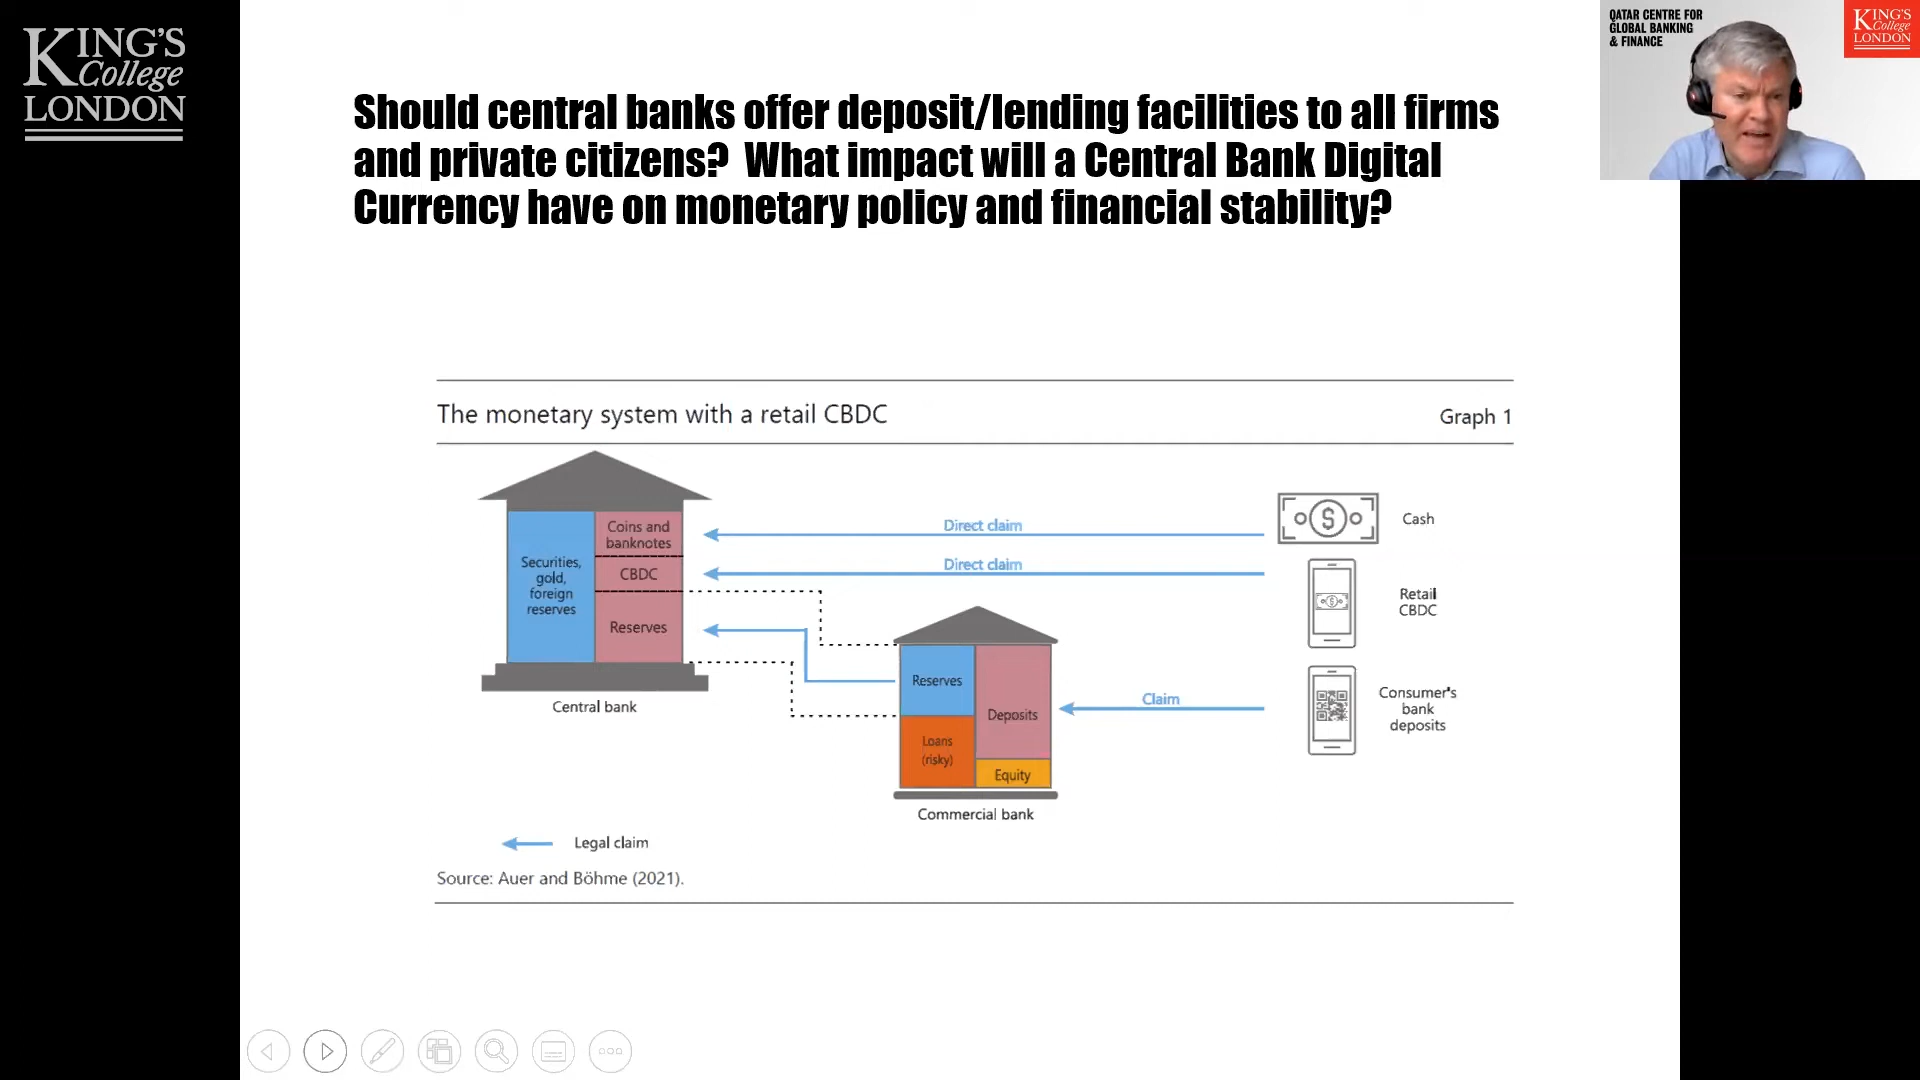 KING'S
College
LONDON
QATAR CENTRE FOR
GLOBAL BANKING
& FINANCE
KING'S
College
LONDON
Should central banks offer deposit/lending facilities to all firms
and private citizens? What impact will a Central Bank Digital
Currency have on monetary policy and financial stability?
The monetary system with a retail CBDC
Graph 1
Securities,
gold,
foreign
reserves
Coins and
banknotes
CBDC
Reserves
Central bank
Direct claim
Direct claim
Cash
Retail
CBDC
Reserves
Loans
(risky)
Deposits
Equity
Commercial bank
Claim
Consumer's
bank
deposits
Legal claim
Source: Auer and Böhme (2021).